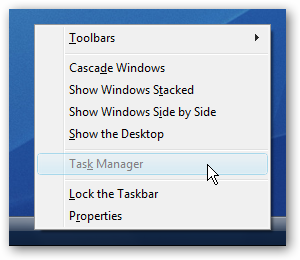 Toolbars
Cascade Windows
Show Windows Stacked
Show Windows Side by Side
Show the Desktop
Task Manager
Lock the Taskbar
Properties